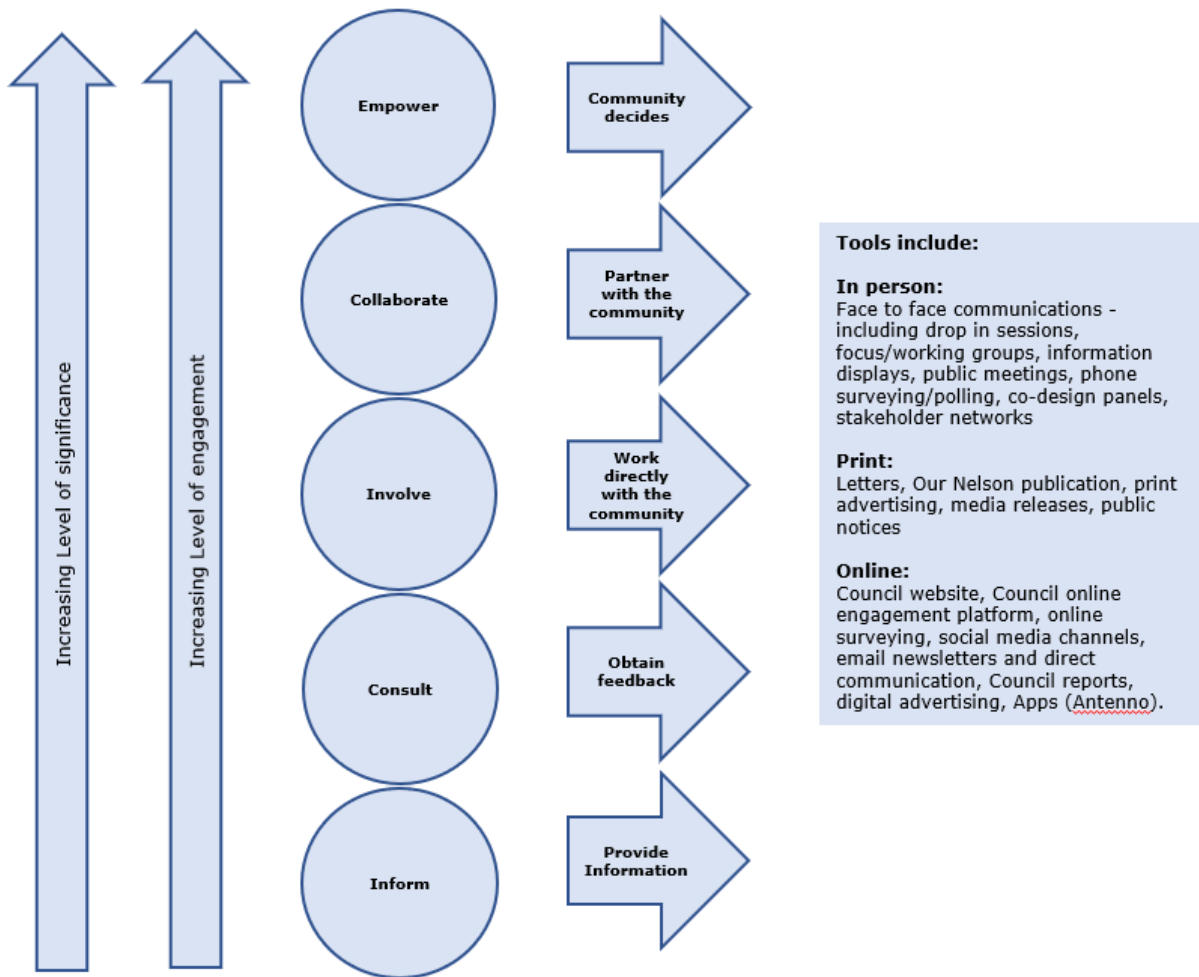 Increasing Level of significance
Increasing Level of engagement
Empower
Community
decides
Collaborate
Partner
with the
community
Involve
Work
directly
with the
community
Consult
Obtain
feedback
Inform
Provide
Information
Tools include:
In person:
Face to face communications -
including drop in sessions,
focus/working groups, information
displays, public meetings, phone
surveying/polling, co-design panels,
stakeholder networks
Print:
Letters, Our Nelson publication, print
advertising, media releases, public
notices
Online:
Council website, Council online
engagement platform, online
surveying, social media channels,
email newsletters and direct
communication, Council reports,
digital advertising, Apps (Antenno).